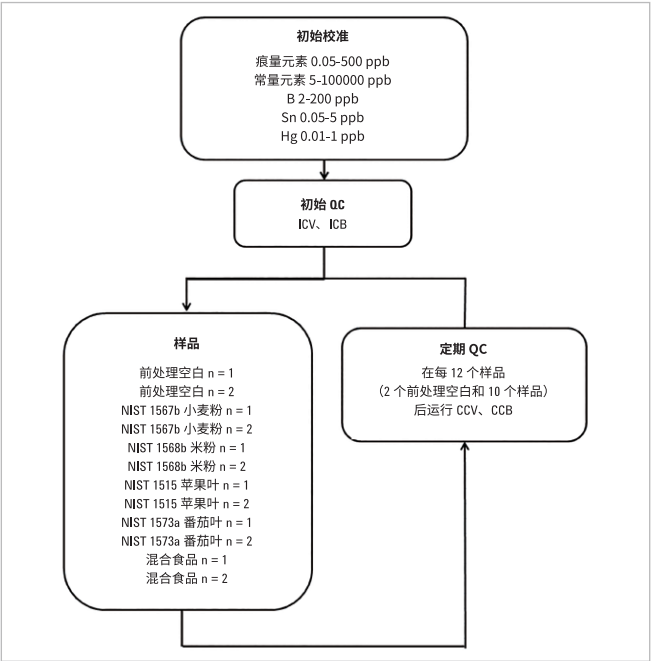 初始校准
痕量元素 0.05-500 ppb
常量元素 5-100000 ppb
B 2-200 ppb
Sn 0.05-5 ppb
Hg 0.01-1 ppb
初始 QC
ICV、ICB
样品
前处理空白 n = 1
前处理空白 n = 2
NIST 1567b 小麦粉 n = 1
NIST 1567b 小麦粉 n = 2
NIST 1568b 米粉 n = 1
NIST 1568b 米粉 n = 2
NIST 1515 苹果叶 n = 1
NIST 1515 苹果叶 n = 2
NIST 1573a 番茄叶 n = 1
NIST 1573a 番茄叶 n = 2
混合食品 n = 1
混合食品 n = 2
定期 QC
在每 12 个样品
（2 个前处理空白和 10 个样品）
后运行 CCV、CCB